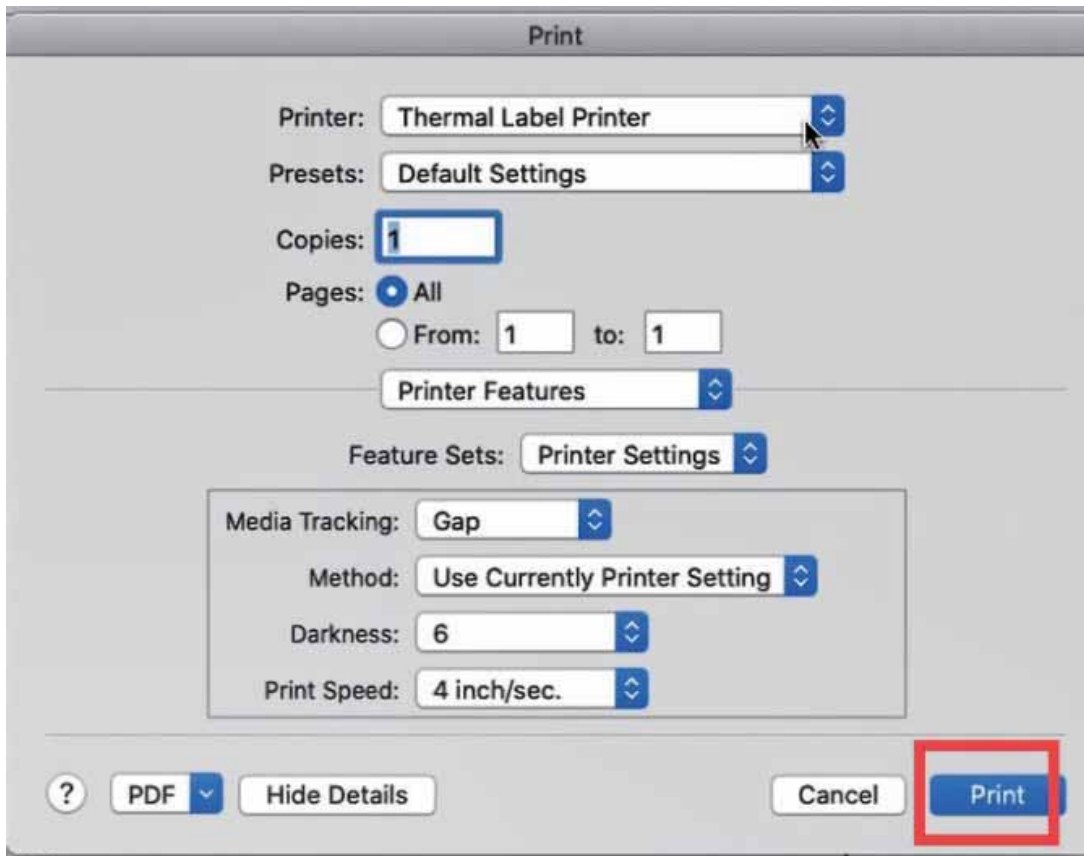 Print
Printer: Thermal Label Printer
Presets: Default Settings
Copies: 1
Pages: All
From: 1 to: 1
Printer Features
Feature Sets: Printer Settings
Media Tracking: Gap
Method: Use Currently Printer Setting
Darkness: 6
Print Speed: 4 inch/sec.
? PDF Hide Details Cancel Print